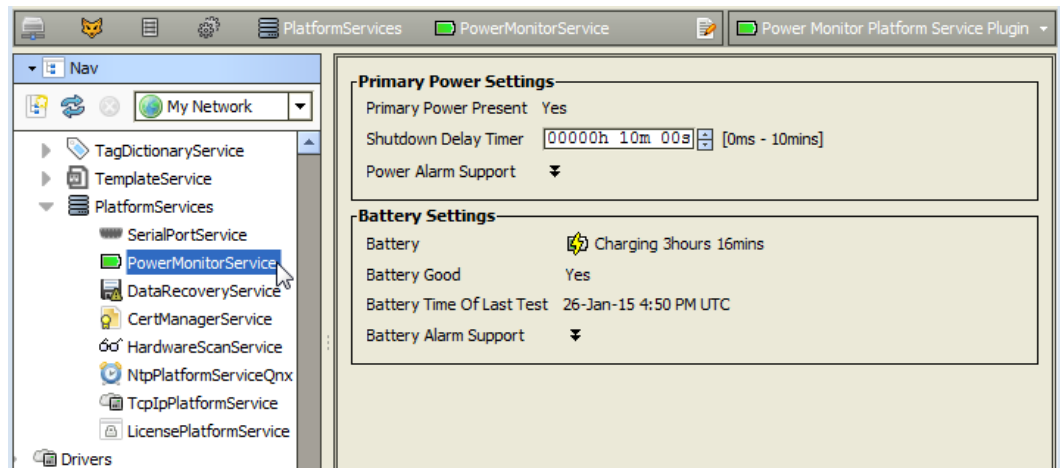 PlatformServices PowerMonitorService Power Monitor Platform Service Plugin
Nav
My Network
TagDictionaryService
TemplateService
PlatformServices
SerialPortService
PowerMonitorService
DataRecoveryService
CertManagerService
HardwareScanService
NtpPlatformServiceQnx
TcpIpPlatformService
LicensePlatformService
Drivers
Primary Power Settings
Primary Power Present Yes
Shutdown Delay Timer 00000h 10m 00s [0ms - 10mins]
Power Alarm Support
Battery Settings
Battery Charging 3hours 16mins
Battery Good Yes
Battery Time Of Last Test 26-Jan-15 4:50 PM UTC
Battery Alarm Support